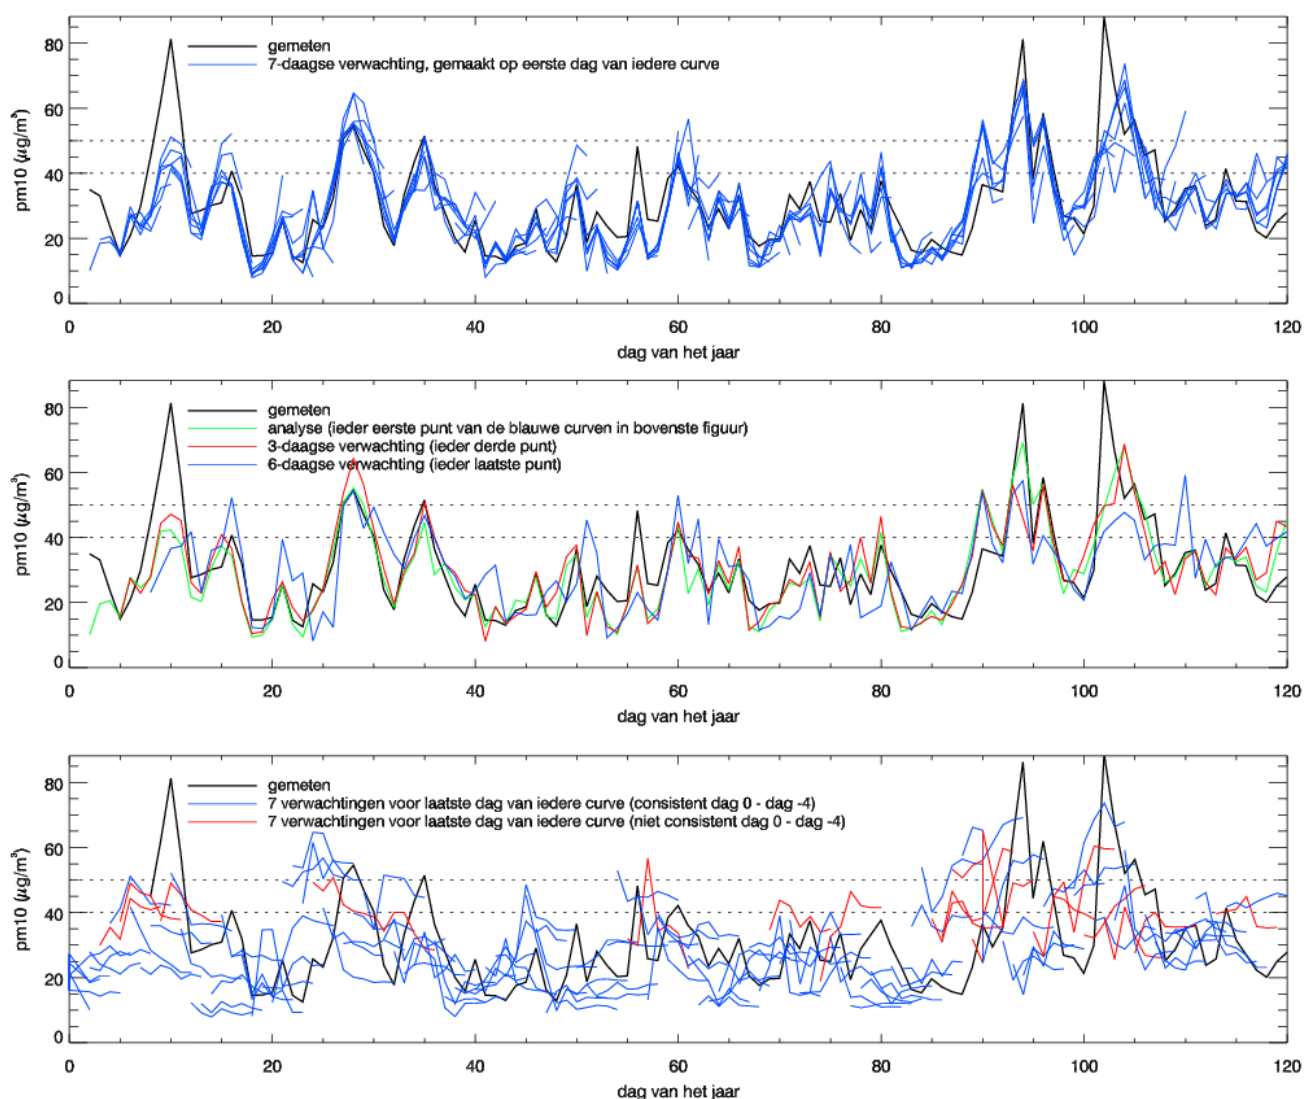 80
60
40
20
0
pm10 (μg/m³)
gemeten
7-daagse verwachting, gemaakt op eerste dag van iedere curve
0 20 40 60 80 100 120
dag van het jaar
80
60
40
20
0
pm10 (μg/m³)
gemeten
analyse (ieder eerste punt van de blauwe curven in bovenste figuur)
3-daagse verwachting (ieder derde punt)
6-daagse verwachting (ieder laatste punt)
0 20 40 60 80 100 120
dag van het jaar
80
60
40
20
0
pm10 (μg/m³)
gemeten
7 verwachtingen voor laatste dag van iedere curve (consistent dag 0 - dag -4)
7 verwachtingen voor laatste dag van iedere curve (niet consistent dag 0 - dag -4)
0 20 40 60 80 100 120
dag van het jaar